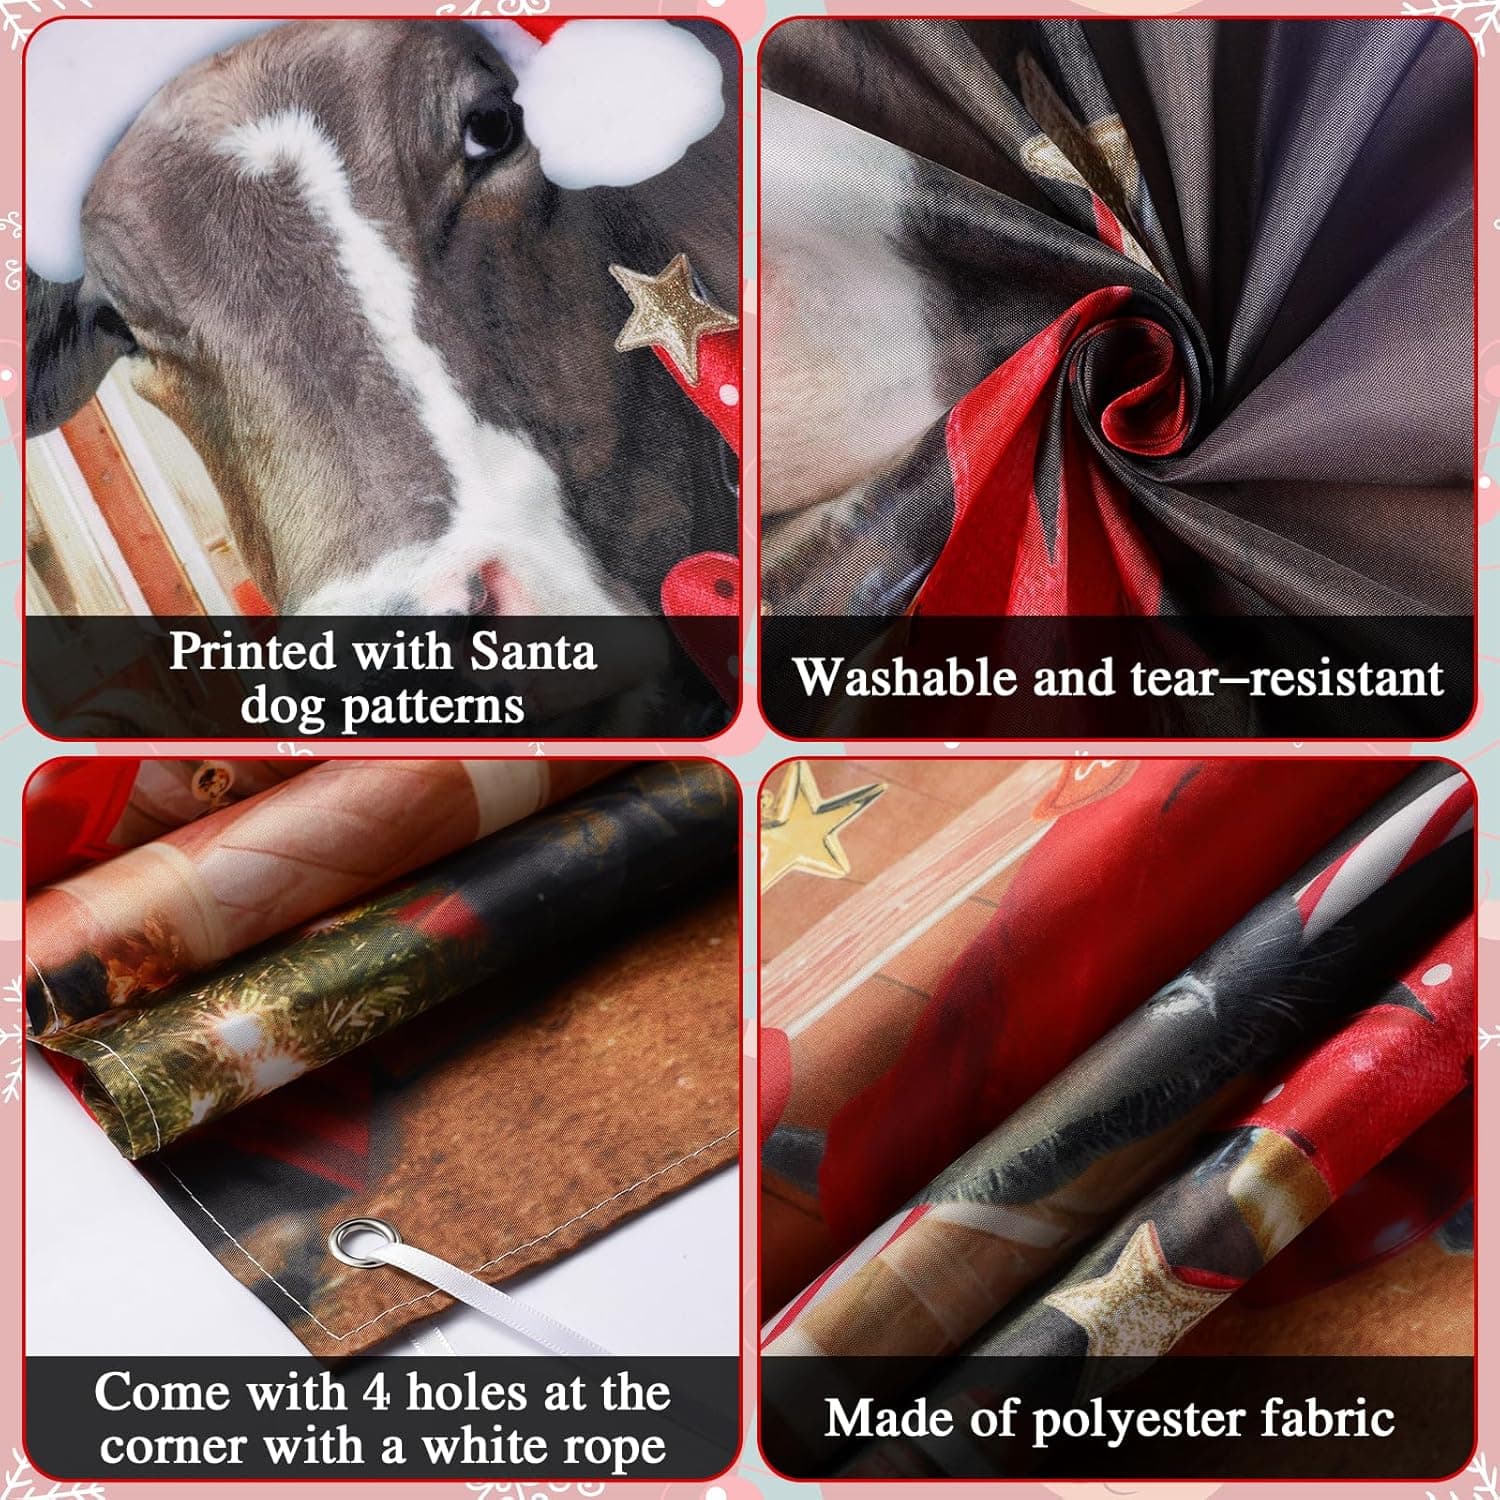 Printed with Santa
dog patterns
Washable and tear-resistant
Come with 4 holes at the
corner with a white rope
Made of polyester fabric